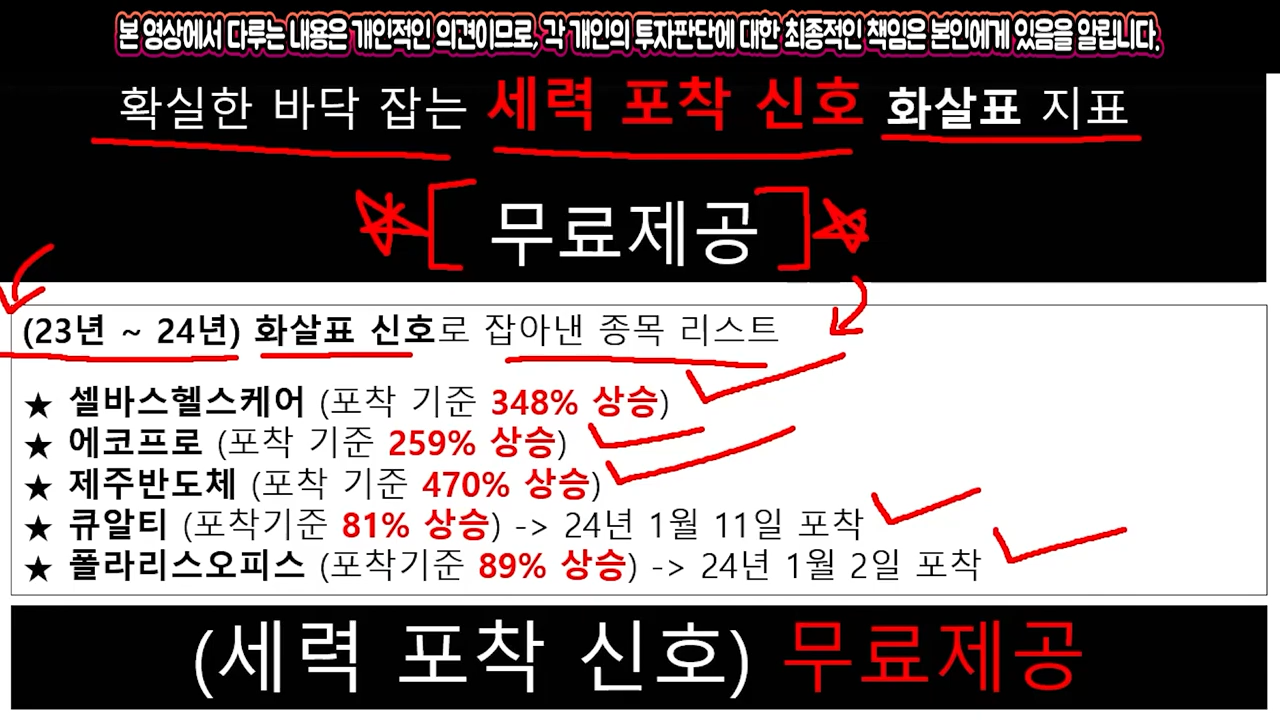 본 영상에서 다루는 내용은 개인적인 의견이므로, 각 개인의 투자판단에 대한 최종적인 책임은 본인에게 있음을 알립니다.
확실한 바닥 잡는 세력 포착 신호 화살표 지표
[무료제공]
(23년 ~ 24년) 화살표 신호로 잡아낸 종목 리스트
★ 셀바스헬스케어 (포착 기준 348% 상승)
★ 에코프로 (포착 기준 259% 상승)
★ 제주반도체 (포착 기준 470% 상승)
★ 큐알티 (포착기준 81% 상승) -> 24년 1월 11일 포착
★ 폴라리스오피스 (포착기준 89% 상승) -> 24년 1월 2일 포착
(세력 포착 신호) 무료제공